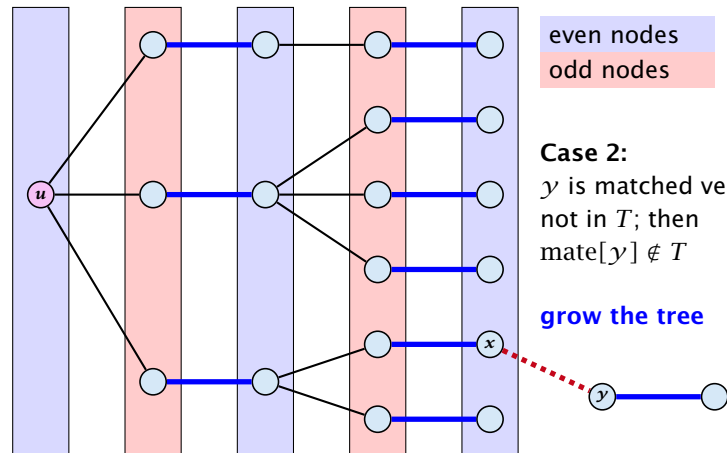 even nodes
odd nodes
Case 2:
y is matched ve
not in T; then
mate[y] ∉ T
grow the tree
u
x
y